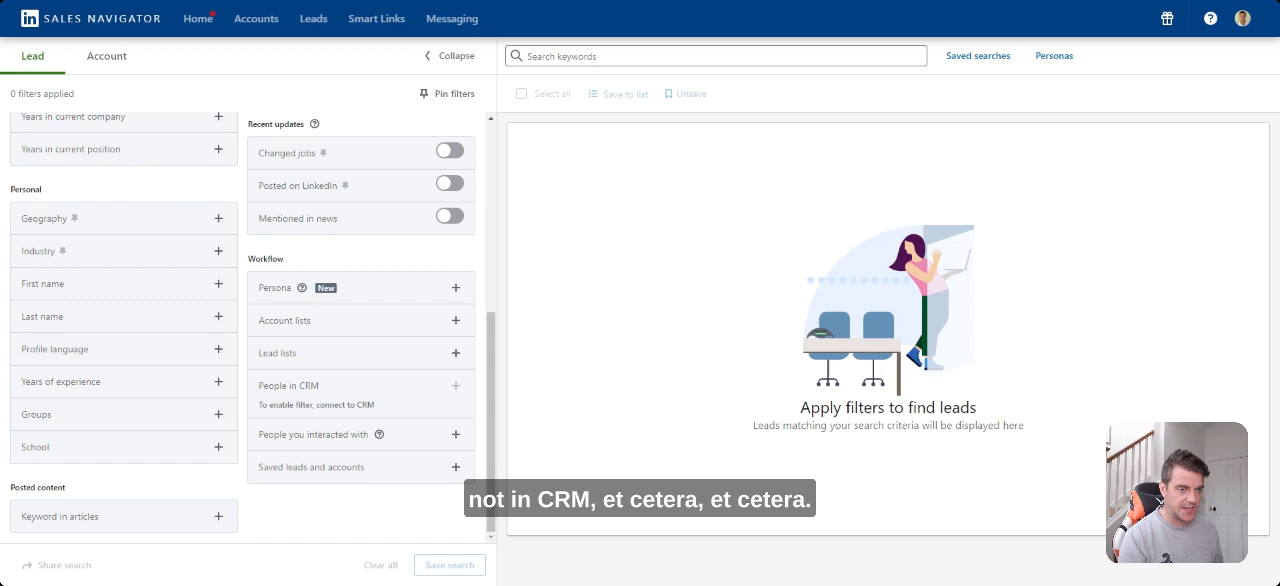 in SALES NAVIGATOR
Home
Accounts
Leads
Smart Links
Messaging
Lead
Account
Collapse
Search keywords
Saved searches
Personas
0 filters applied
Pin filters
Select all
Save to list
Unsave
Years in current company
Years in current position
Personal
Geography
Industry
First name
Last name
Profile language
Years of experience
Groups
School
Posted content
Keyword in articles
Recent updates
Changed jobs
Posted on LinkedIn
Mentioned in news
Workflow
Persona New
Account lists
Lead lists
People in CRM
To enable filter, connect to CRM
People you interacted with
Saved leads and accounts
Apply filters to find leads
Leads matching your search criteria will be displayed here
not in CRM, et cetera, et cetera.
Share search
Clear all
Save search